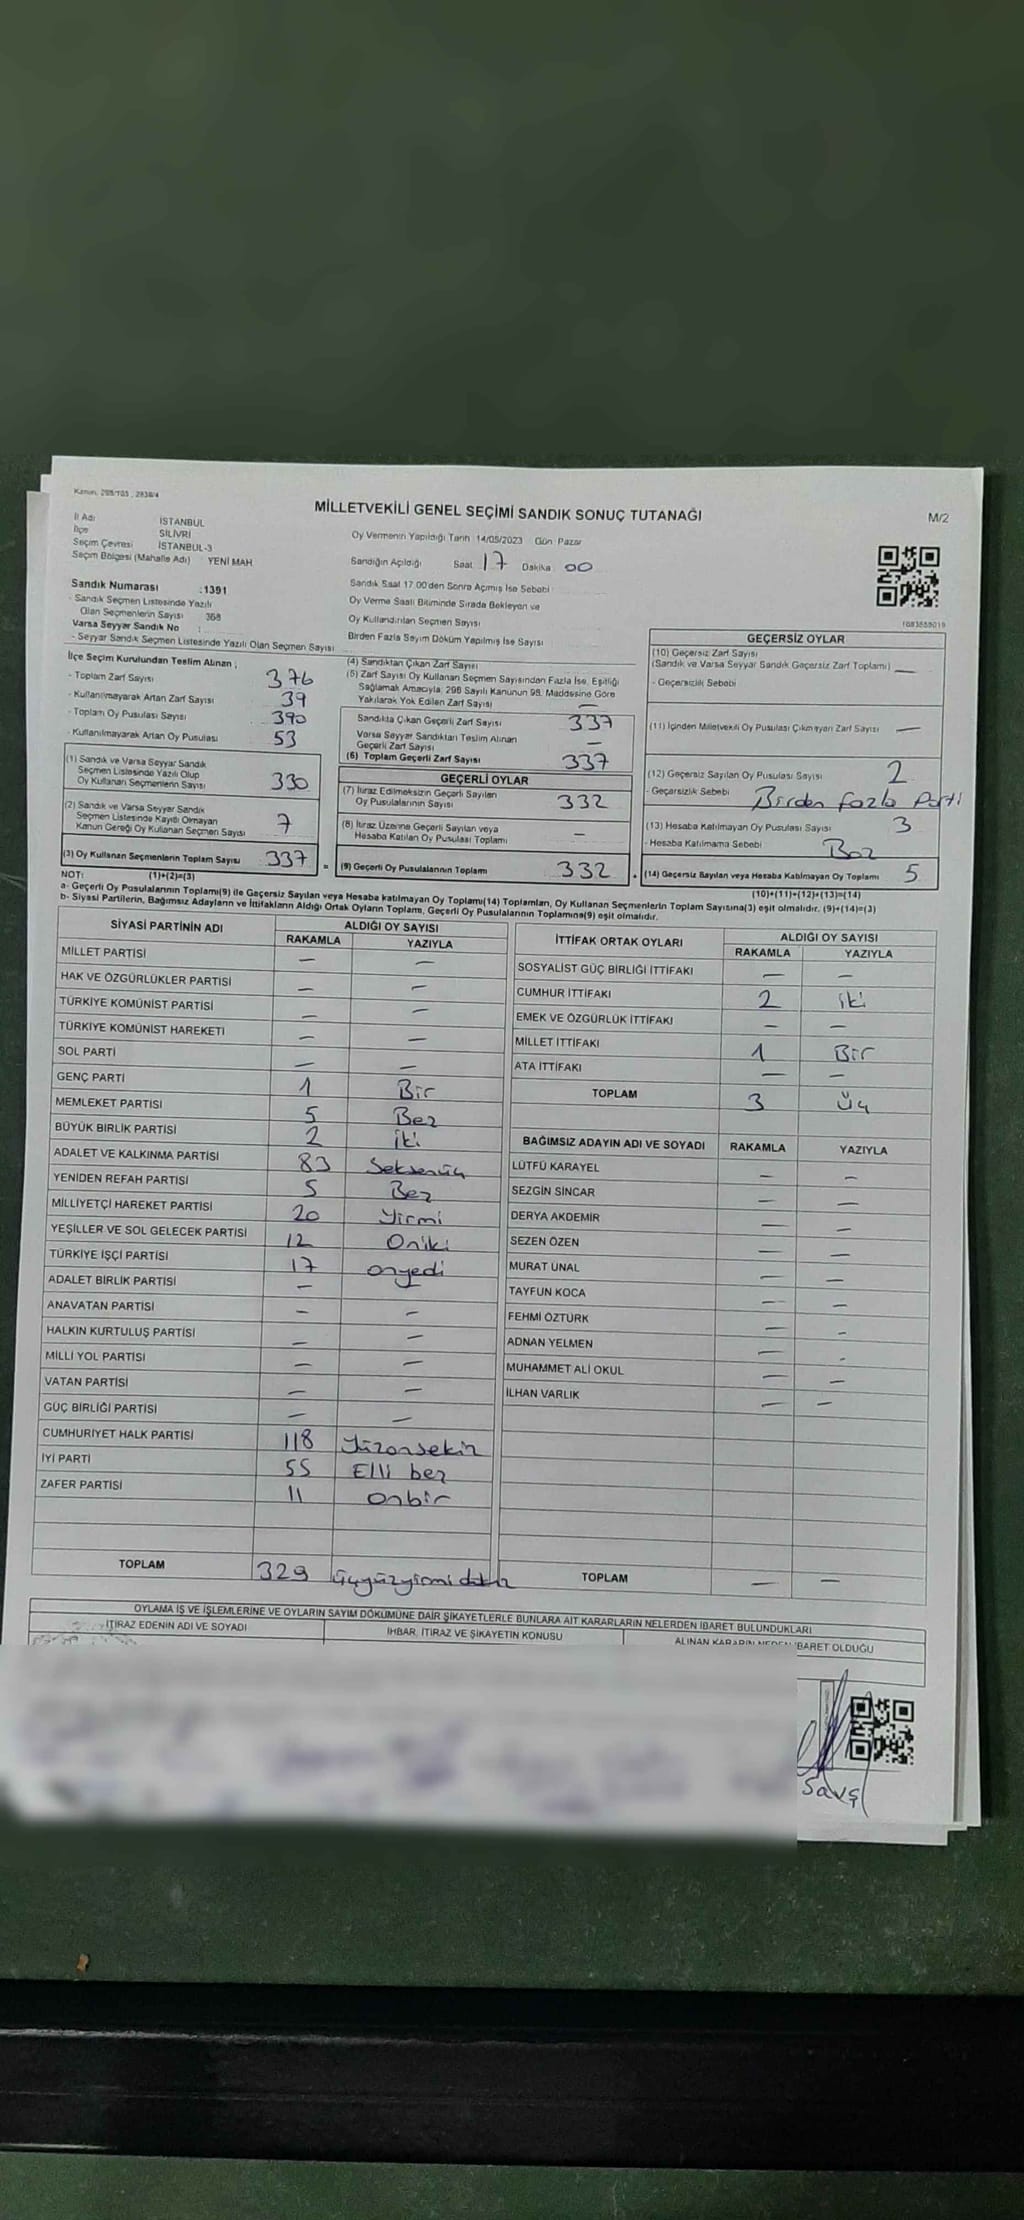 Kanun: 298/105, 2839/4
MİLLETVEKİLİ GENEL SEÇİMİ SANDIK SONUÇ TUTANAĞI
M/2
İl Adı İSTANBUL
İlçe SİLİVRİ
Seçim Çevresi İSTANBUL-3
Seçim Bölgesi (Mahalle Adı) YENİ MAH
Oy Vermenin Yapıldığı Tarih 14/05/2023 Gün Pazar
Sandığın Açıldığı Saat 17 Dakika 00
Sandık Numarası :1391
- Sandık Seçmen Listesinde Yazılı
Olan Seçmenlerin Sayısı 368
Varsa Seyyar Sandık No :
- Seyyar Sandık Seçmen Listesinde Yazılı Olan Seçmen Sayısı
Sandık Saat 17.00'den Sonra Açmış İse Sebebi
Oy Verme Saati Bitiminde Sırada Bekleyen ve
Oy Kullandırılan Seçmen Sayısı
Birden Fazla Sayım Döküm Yapılmış İse Sayısı
İlçe Seçim Kurulundan Teslim Alınan ;
- Toplam Zarf Sayısı 376
- Kullanılmayarak Artan Zarf Sayısı 39
- Toplam Oy Pusulası Sayısı 390
- Kullanılmayarak Artan Oy Pusulası 53
(1) Sandık ve Varsa Seyyar Sandık
Seçmen Listesinde Yazılı Olup
Oy Kullanan Seçmenlerin Sayısı 330
(2) Sandık ve Varsa Seyyar Sandık
Seçmen Listesinde Kayıtlı Olmayan
Kanun Gereği Oy Kullanan Seçmen Sayısı 7
(3) Oy Kullanan Seçmenlerin Toplam Sayısı 337 =
(4) Sandıktan Çıkan Zarf Sayısı
(5) Zarf Sayısı Oy Kullanan Seçmen Sayısından Fazla İse, Eşitliği
Sağlamak Amacıyla, 298 Sayılı Kanunun 98. Maddesine Göre
Yakılarak Yok Edilen Zarf Sayısı —
Sandıkta Çıkan Geçerli Zarf Sayısı 337
Varsa Seyyar Sandıktan Teslim Alınan
Geçerli Zarf Sayısı —
(6) Toplam Geçerli Zarf Sayısı 337
GEÇERLİ OYLAR
(7) İtiraz Edilmeksizin Geçerli Sayılan
Oy Pusulalarının Sayısı 332
(8) İtiraz Üzerine Geçerli Sayılan veya
Hesaba Katılan Oy Pusulası Toplamı —
(9) Geçerli Oy Pusulalarının Toplamı 332 +
GEÇERSİZ OYLAR
(10) Geçersiz Zarf Sayısı
(Sandık ve Varsa Seyyar Sandık Geçersiz Zarf Toplamı) —
- Geçersizlik Sebebi
(11) İçinden Milletvekili Oy Pusulası Çıkmayan Zarf Sayısı —
(12) Geçersiz Sayılan Oy Pusulası Sayısı 2
- Geçersizlik Sebebi Birden fazla Parti
(13) Hesaba Katılmayan Oy Pusulası Sayısı 3
- Hesaba Katılmama Sebebi Boş
(14) Geçersiz Sayılan veya Hesaba Katılmayan Oy Toplamı 5
NOT: (1)+(2)=(3)
(10)+(11)+(12)+(13)=(14)
a- Geçerli Oy Pusulalarının Toplamı(9) ile Geçersiz Sayılan veya Hesaba katılmayan Oy Toplamı(14) Toplamları, Oy Kullanan Seçmenlerin Toplam Sayısına(3) eşit olmalıdır. (9)+(14)=(3)
b- Siyasi Partilerin, Bağımsız Adayların ve İttifakların Aldığı Ortak Oyların Toplamı, Geçerli Oy Pusulalarının Toplamına(9) eşit olmalıdır.
SİYASİ PARTİNİN ADI ALDIĞI OY SAYISI
RAKAMLA YAZIYLA
MİLLET PARTİSİ — —
HAK VE ÖZGÜRLÜKLER PARTİSİ — —
TÜRKİYE KOMÜNİST PARTİSİ — —
TÜRKİYE KOMÜNİST HAREKETİ — —
SOL PARTİ — —
GENÇ PARTİ 1 Bir
MEMLEKET PARTİSİ 5 Beş
BÜYÜK BİRLİK PARTİSİ 2 İki
ADALET VE KALKINMA PARTİSİ 83 Seksenüç
YENİDEN REFAH PARTİSİ 5 Beş
MİLLİYETÇİ HAREKET PARTİSİ 20 Yirmi
YEŞİLLER VE SOL GELECEK PARTİSİ 12 Oniki
TÜRKİYE İŞÇİ PARTİSİ 17 onyedi
ADALET BİRLİK PARTİSİ — —
ANAVATAN PARTİSİ — —
HALKIN KURTULUŞ PARTİSİ — —
MİLLİ YOL PARTİSİ — —
VATAN PARTİSİ — —
GÜÇ BİRLİĞİ PARTİSİ — —
CUMHURİYET HALK PARTİSİ 118 Yüzonsekiz
İYİ PARTİ 55 Elli beş
ZAFER PARTİSİ 11 onbir
TOPLAM 329 üçyüzyirmi dokuz
İTTİFAK ORTAK OYLARI ALDIĞI OY SAYISI
RAKAMLA YAZIYLA
SOSYALİST GÜÇ BİRLİĞİ İTTİFAKI — —
CUMHUR İTTİFAKI 2 iki
EMEK VE ÖZGÜRLÜK İTTİFAKI — —
MİLLET İTTİFAKI 1 Bir
ATA İTTİFAKI — —
TOPLAM 3 Üç
BAĞIMSIZ ADAYIN ADI VE SOYADI RAKAMLA YAZIYLA
LÜTFÜ KARAYEL — —
SEZGİN SİNCAR — —
DERYA AKDEMİR — —
SEZEN ÖZEN — —
MURAT ÜNAL — —
TAYFUN KOCA — —
FEHMİ ÖZTÜRK — —
ADNAN YELMEN — —
MUHAMMET ALİ OKUL — —
İLHAN VARLIK — —
TOPLAM — —
OYLAMA İŞ VE İŞLEMLERİNE VE OYLARIN SAYIM DÖKÜMÜNE DAİR ŞİKAYETLERLE BUNLARA AİT KARARLARIN NELERDEN İBARET BULUNDUKLARI
İTİRAZ EDENİN ADI VE SOYADI İHBAR, İTİRAZ VE ŞİKAYETİN KONUSU ALINAN KARARIN NEDEN İBARET OLDUĞU